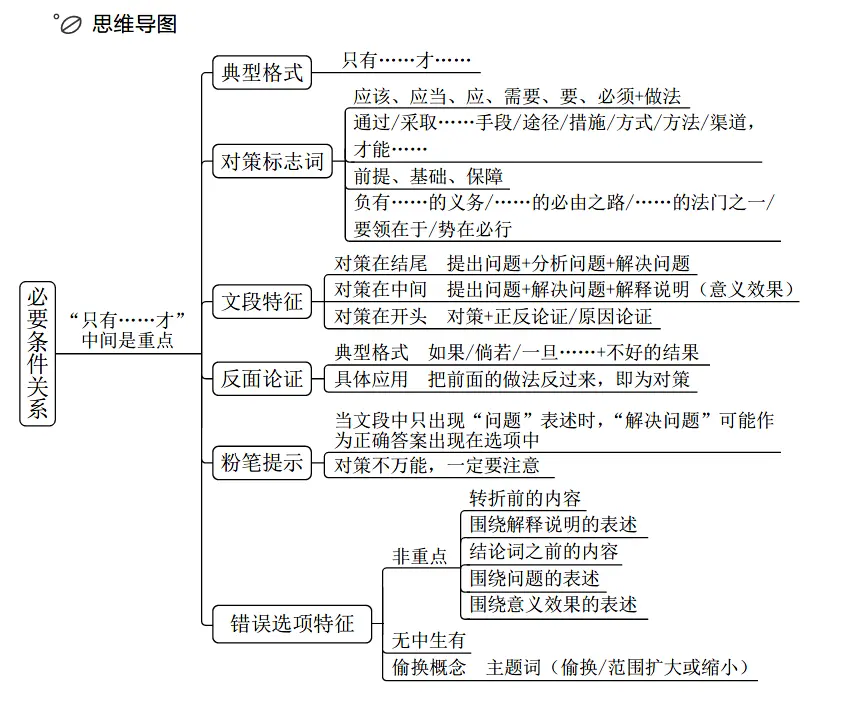 思维导图
必要条件关系
“只有……才”
中间是重点
典型格式
只有……才……
对策标志词
应该、应当、应、需要、要、必须+做法
通过/采取……手段/途径/措施/方式/方法/渠道，
才能……
前提、基础、保障
负有……的义务/……的必由之路/……的法门之一/
要领在于/势在必行
文段特征
对策在结尾 提出问题+分析问题+解决问题
对策在中间 提出问题+解决问题+解释说明（意义效果）
对策在开头 对策+正反论证/原因论证
反面论证
典型格式 如果/倘若/一旦……+不好的结果
具体应用 把前面的做法反过来，即为对策
粉笔提示
当文段中只出现“问题”表述时，“解决问题”可能作
为正确答案出现在选项中
对策不万能，一定要注意
错误选项特征
非重点
转折前的内容
围绕解释说明的表述
结论词之前的内容
围绕问题的表述
围绕意义效果的表述
无中生有
偷换概念 主题词（偷换/范围扩大或缩小）